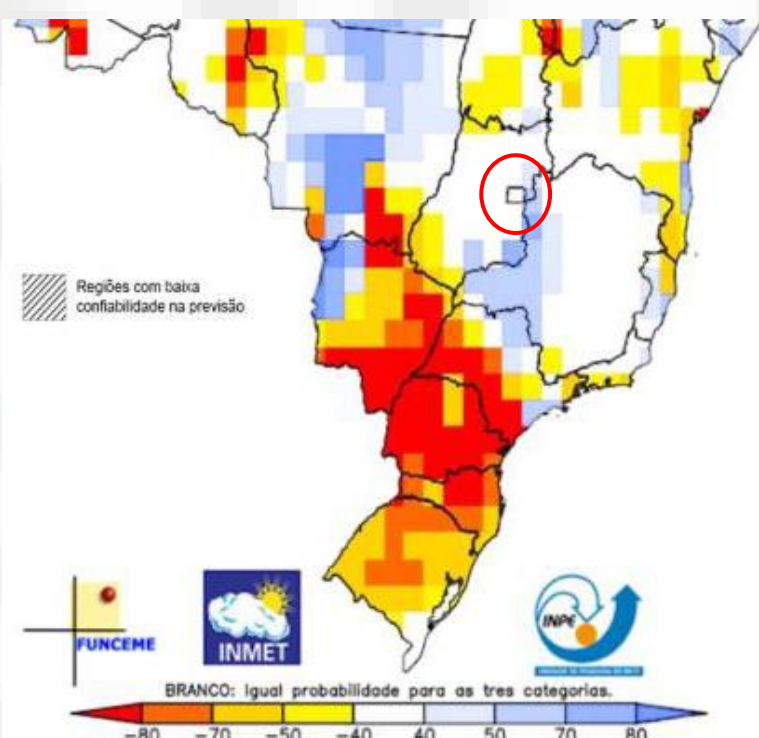 Regiões com baixa
confiabilidade na previsão
FUNCEME
INMET
INPE
BRANCO: Igual probabilidade para as tres categorias.
-80 -70 -50 -40 40 50 70 80